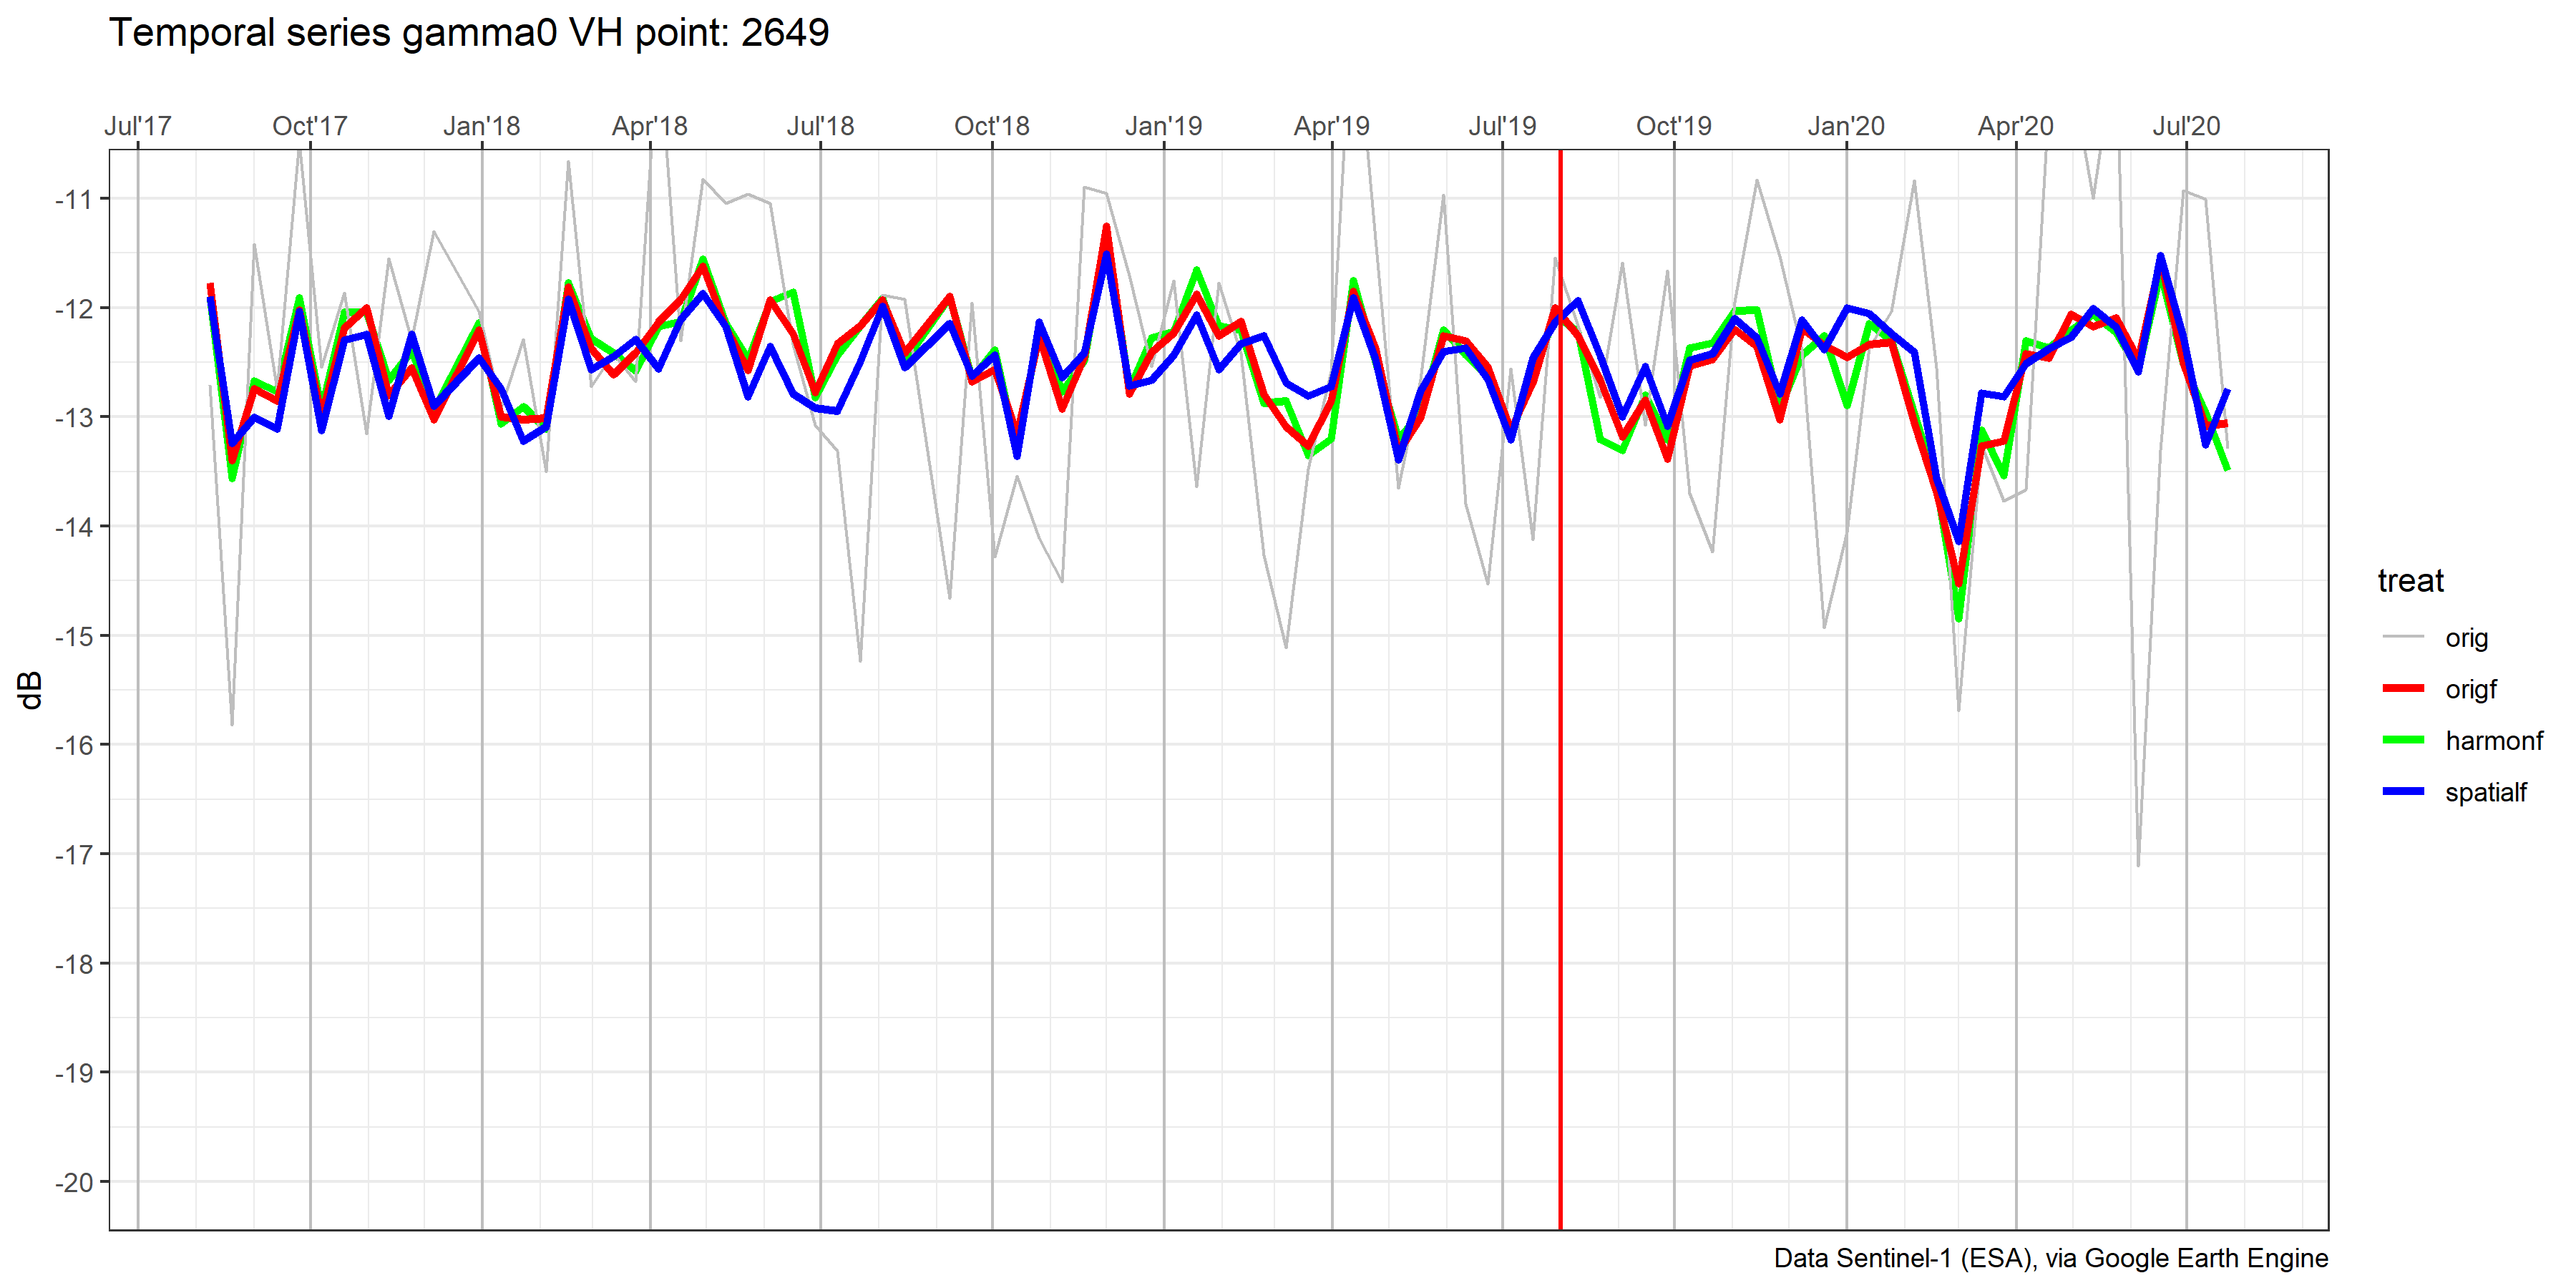 Temporal series gamma0 VH point: 2649
Jul'17 Oct'17 Jan'18 Apr'18 Jul'18 Oct'18 Jan'19 Apr'19 Jul'19 Oct'19 Jan'20 Apr'20 Jul'20
-11
-12
-13
-14
-15
-16
-17
-18
-19
-20
dB
treat
orig
origf
harmonf
spatialf
Data Sentinel-1 (ESA), via Google Earth Engine